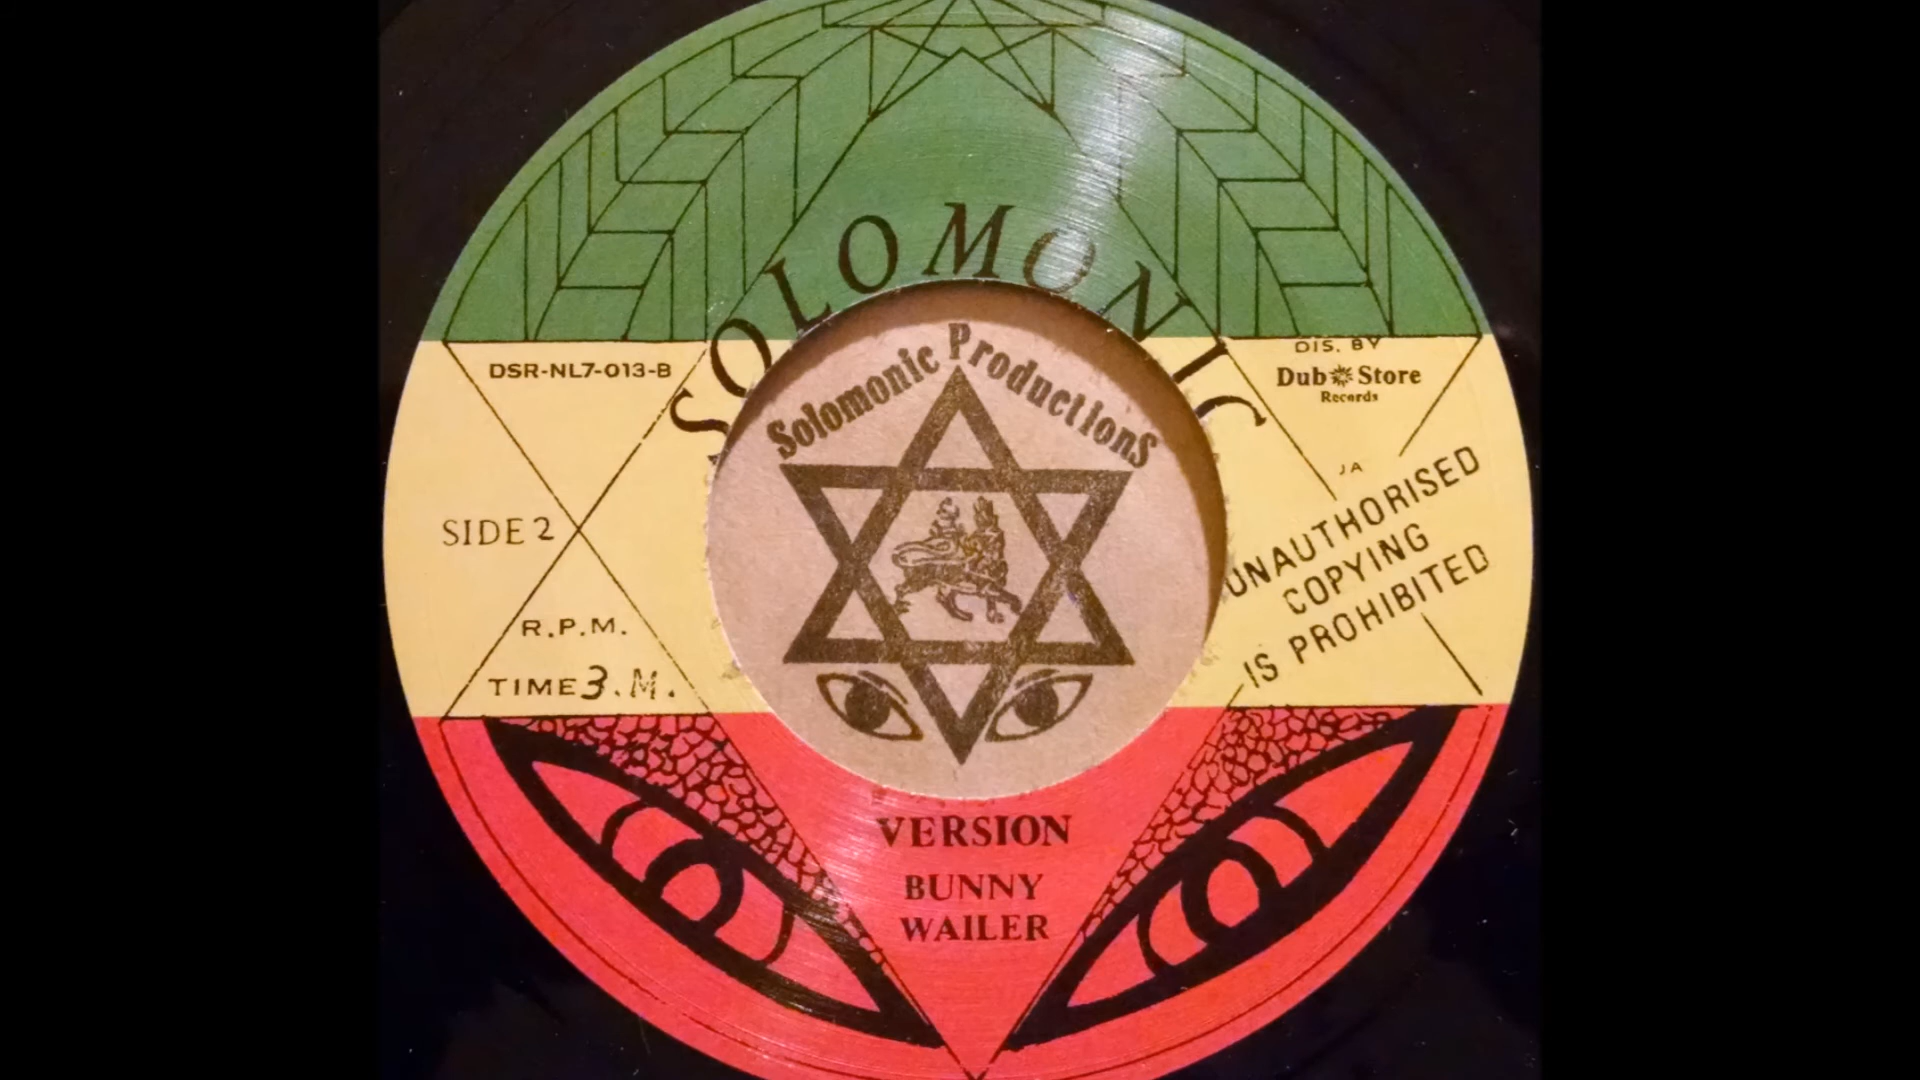 SOLOMONIC
Solomonic ProductionS
DSR-NL7-013-B
DIS. BY
Dub Store
Records
JA
UNAUTHORISED
COPYING
IS PROHIBITED
SIDE 2
R.P.M.
TIME 3.M.
VERSION
BUNNY
WAILER